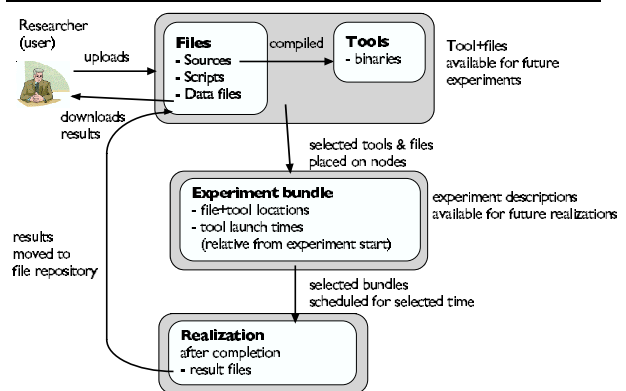 Researcher
(user)
uploads
downloads
results
Files
- Sources
- Scripts
- Data files
compiled
Tools
- binaries
Tool+files
available for future
experiments
selected tools & files
placed on nodes
Experiment bundle
- file+tool locations
- tool launch times
(relative from experiment start)
experiment descriptions
available for future realizations
results
moved to
file repository
selected bundles
scheduled for selected time
Realization
after completion
- result files